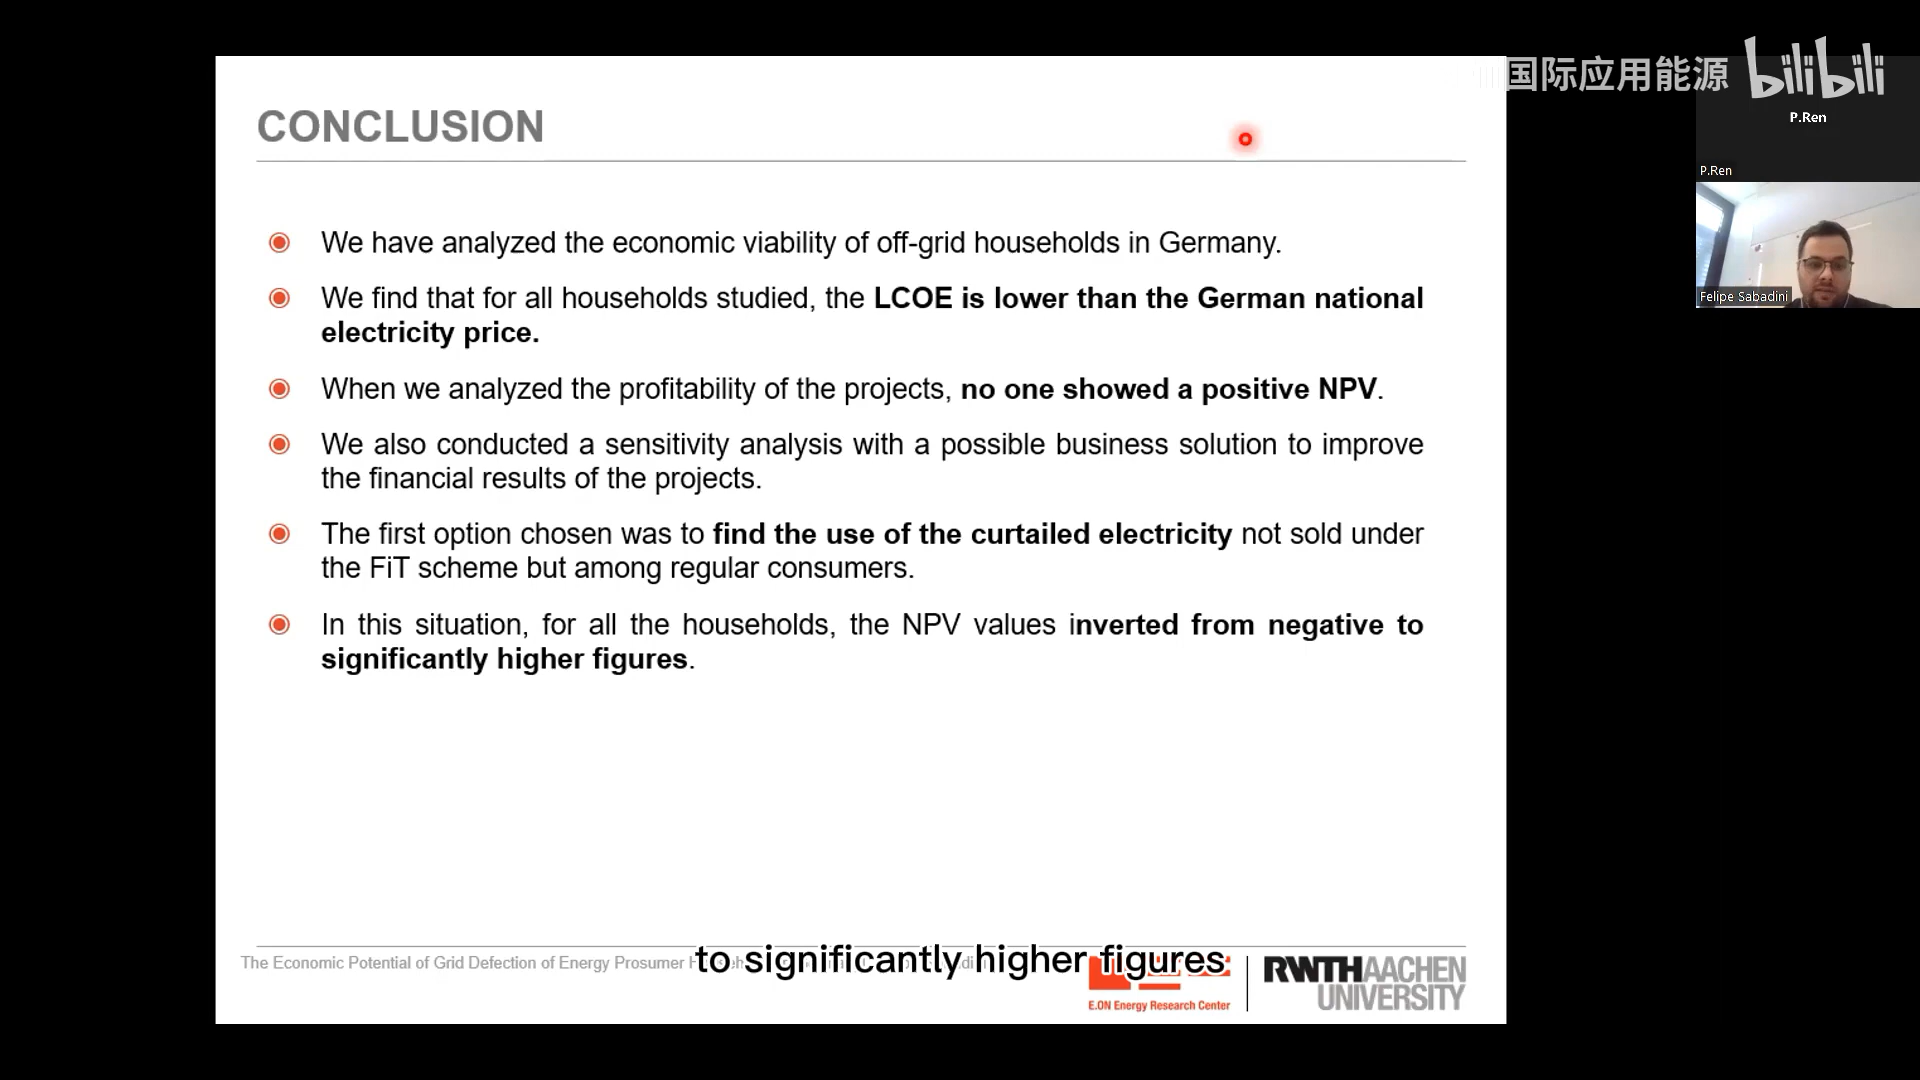 国际应用能源 bilibili
P.Ren
P.Ren
Felipe Sabadini
CONCLUSION
We have analyzed the economic viability of off-grid households in Germany.
We find that for all households studied, the LCOE is lower than the German national
electricity price.
When we analyzed the profitability of the projects, no one showed a positive NPV.
We also conducted a sensitivity analysis with a possible business solution to improve
the financial results of the projects.
The first option chosen was to find the use of the curtailed electricity not sold under
the FiT scheme but among regular consumers.
In this situation, for all the households, the NPV values inverted from negative to
significantly higher figures.
The Economic Potential of Grid Defection of Energy Prosumer
to significantly higher figures
E.ON Energy Research Center
RWTHAACHEN
UNIVERSITY